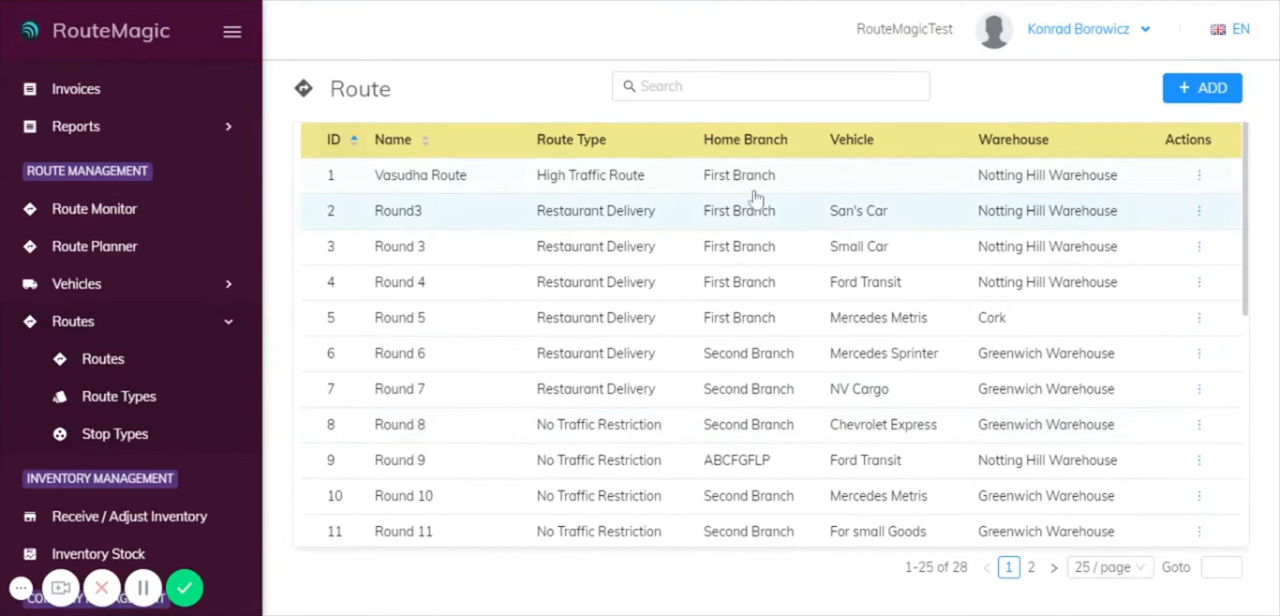 RouteMagic
RouteMagicTest
Konrad Borowicz
EN
Invoices
Reports
ROUTE MANAGEMENT
Route Monitor
Route Planner
Vehicles
Routes
Routes
Route Types
Stop Types
INVENTORY MANAGEMENT
Receive / Adjust Inventory
Inventory Stock
Route
Search
+ ADD
ID Name Route Type Home Branch Vehicle Warehouse Actions
1 Vasudha Route High Traffic Route First Branch Notting Hill Warehouse
2 Round3 Restaurant Delivery First Branch San's Car Notting Hill Warehouse
3 Round 3 Restaurant Delivery First Branch Small Car Notting Hill Warehouse
4 Round 4 Restaurant Delivery First Branch Ford Transit Notting Hill Warehouse
5 Round 5 Restaurant Delivery First Branch Mercedes Metris Cork
6 Round 6 Restaurant Delivery Second Branch Mercedes Sprinter Greenwich Warehouse
7 Round 7 Restaurant Delivery Second Branch NV Cargo Greenwich Warehouse
8 Round 8 No Traffic Restriction Second Branch Chevrolet Express Greenwich Warehouse
9 Round 9 No Traffic Restriction ABCFGFLP Ford Transit Notting Hill Warehouse
10 Round 10 No Traffic Restriction Second Branch Mercedes Metris Greenwich Warehouse
11 Round 11 No Traffic Restriction Second Branch For small Goods Greenwich Warehouse
1-25 of 28 < 1 2 > 25 / page Goto